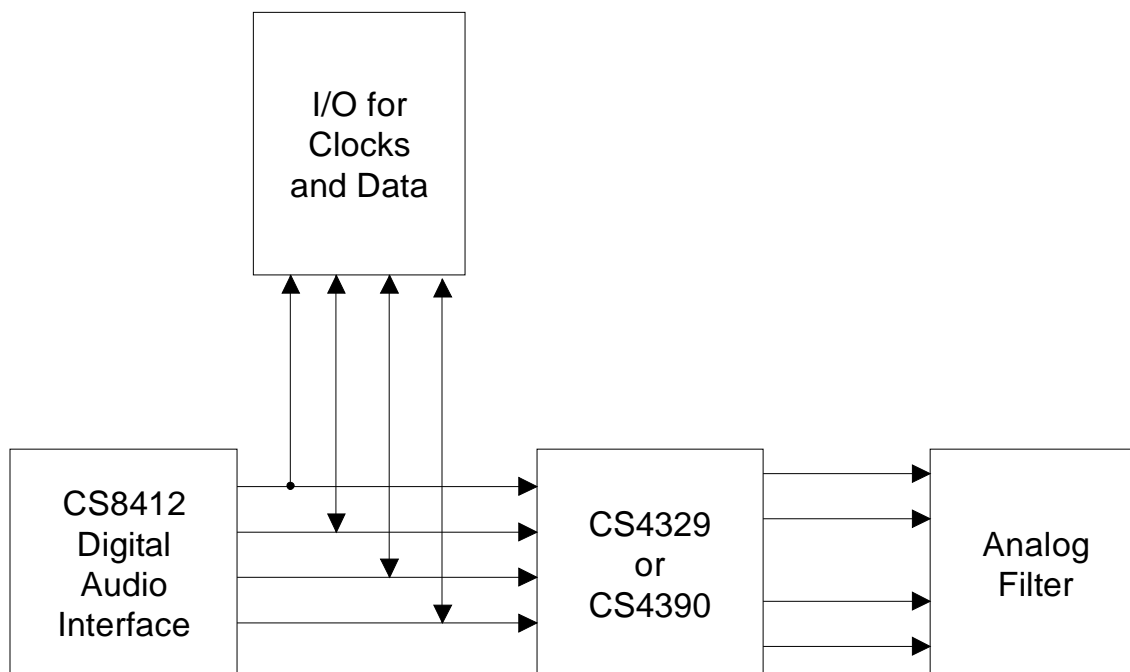 I/O for
Clocks
and Data
CS8412
Digital
Audio
Interface
CS4329
or
CS4390
Analog
Filter